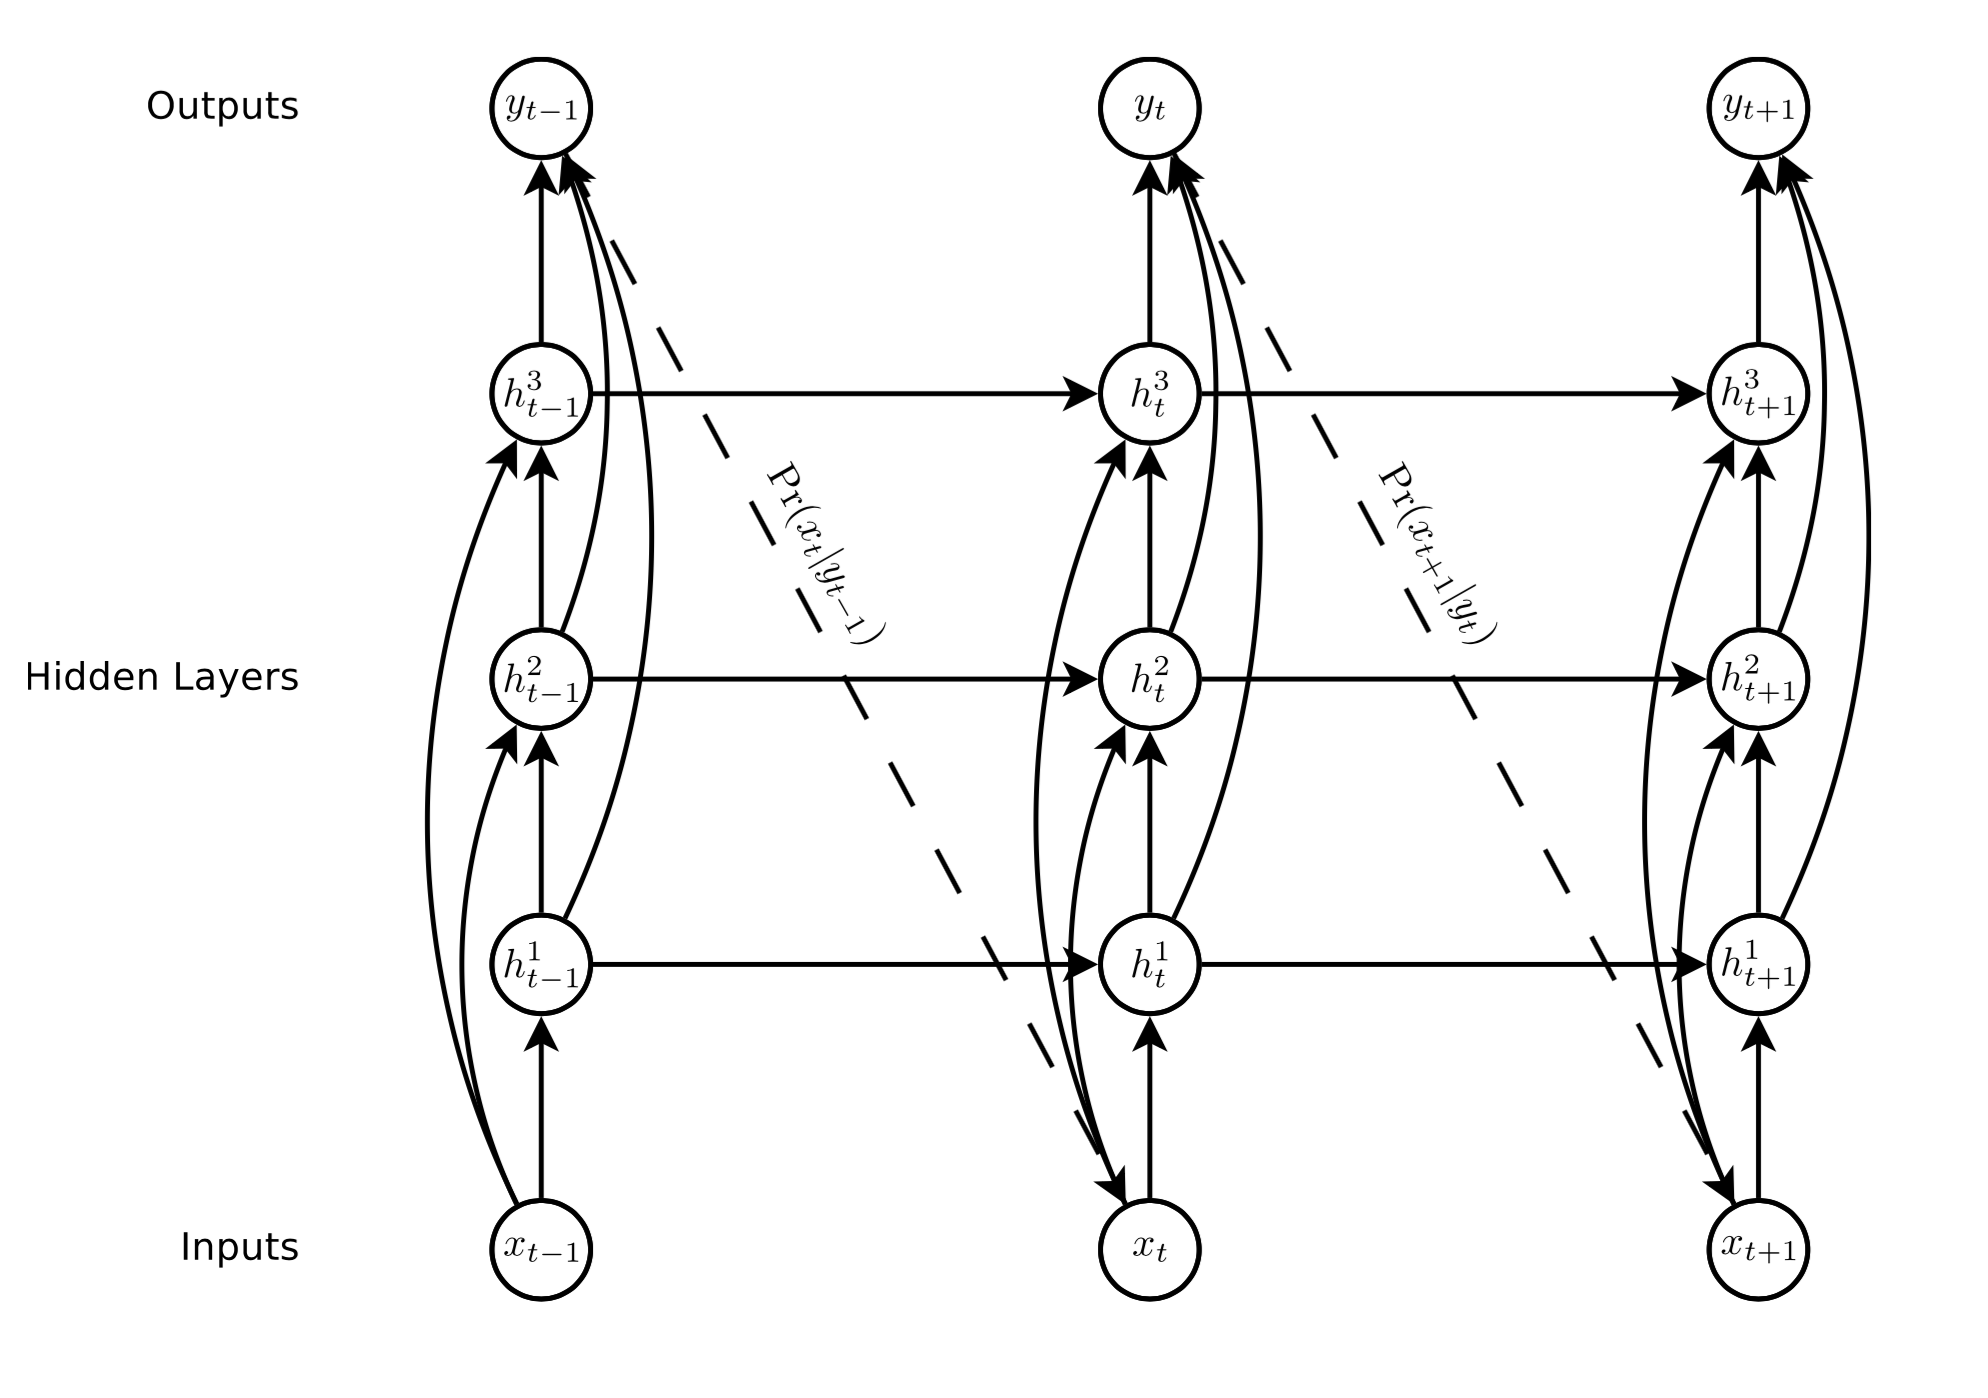 Outputs y_{t−1} y_t y_{t+1}
h^3_{t−1} h^3_t h^3_{t+1}
Pr(x_t|y_{t−1}) Pr(x_{t+1}|y_t)
Hidden Layers h^2_{t−1} h^2_t h^2_{t+1}
h^1_{t−1} h^1_t h^1_{t+1}
Inputs x_{t−1} x_t x_{t+1}